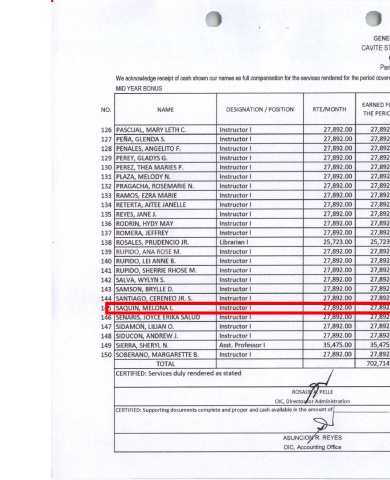 GENE
CAVITE ST
Peri
We acknowledge receipt of cash shown our names as full compensation for the services rendered for the period cover
MID YEAR BONUS
NO. NAME DESIGNATION / POSITION RTE/MONTH EARNED F
THE PERIO
126 PASCUAL, MARY LETH C. Instructor I 27,892.00 27,892
127 PEÑA, GLENDA S. Instructor I 27,892.00 27,892
128 PENALES, ANGELITO F. Instructor I 27,892.00 27,892
129 PEREY, GLADYS G. Instructor I 27,892.00 27,892
130 PEREZ, THEA MARIES P. Instructor I 27,892.00 27,892
131 PLAZA, MELODY N. Instructor I 27,892.00 27,892
132 PRAGACHA, ROSEMARIE N. Instructor I 27,892.00 27,892
133 RAMOS, EZRA MARIE Instructor I 27,892.00 27,892
134 RETERTA, AITEE JANELLE Instructor I 27,892.00 27,892
135 REYES, JANE J. Instructor I 27,892.00 27,892
136 RODRIN, HYDY MAY Instructor I 27,892.00 27,892
137 ROMERA, JEFFREY Instructor I 27,892.00 27,892
138 ROSALES, PRUDENCIO JR. Librarian I 25,723.00 25,723
139 RUPIDO, ANA ROSE M. Instructor I 27,892.00 27,892
140 RUPIDO, LEI ANNE B. Instructor I 27,892.00 27,892
141 RUPIDO, SHERRIE RHOSE M. Instructor I 27,892.00 27,892
142 SALVA, WYLYN S. Instructor I 27,892.00 27,892
143 SAMSON, BRYLLE D. Instructor I 27,892.00 27,892
144 SANTIAGO, CERENEO JR. S. Instructor I 27,892.00 27,892
145 SAQUIN, MELONA I. Instructor I 27,892.00 27,892
146 SENARIS, JOYCE ERIKA SALUD Instructor I 27,892.00 27,892
147 SIDAMON, LILIAN O. Instructor I 27,892.00 27,892
148 SIDUCON, ANDREW J. Instructor I 27,892.00 27,892
149 SIERRA, SHERYL N. Asst. Professor I 35,475.00 35,475
150 SOBERANO, MARGARETTE B. Instructor I 27,892.00 27,892
TOTAL 702,714
CERTIFIED: Services duly rendered as stated
ROSALIE A. PELLE
OIC, Director for Administration
CERTIFIED: Supporting documents complete and proper and cash available in the amount of
ASUNCION R. REYES
OIC, Accounting Office